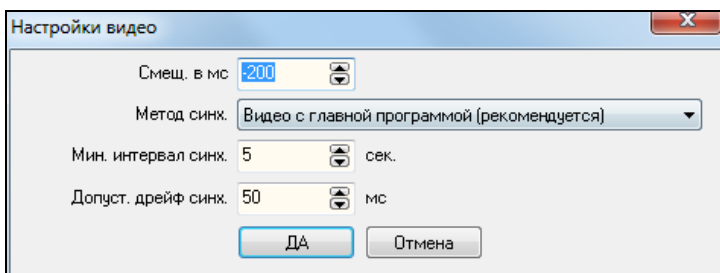 Настройки видео
Смещ. в мс -200
Метод синх. Видео с главной программой (рекомендуется)
Мин. интервал синх. 5 сек.
Допуст. дрейф синх. 50 мс
ДА Отмена